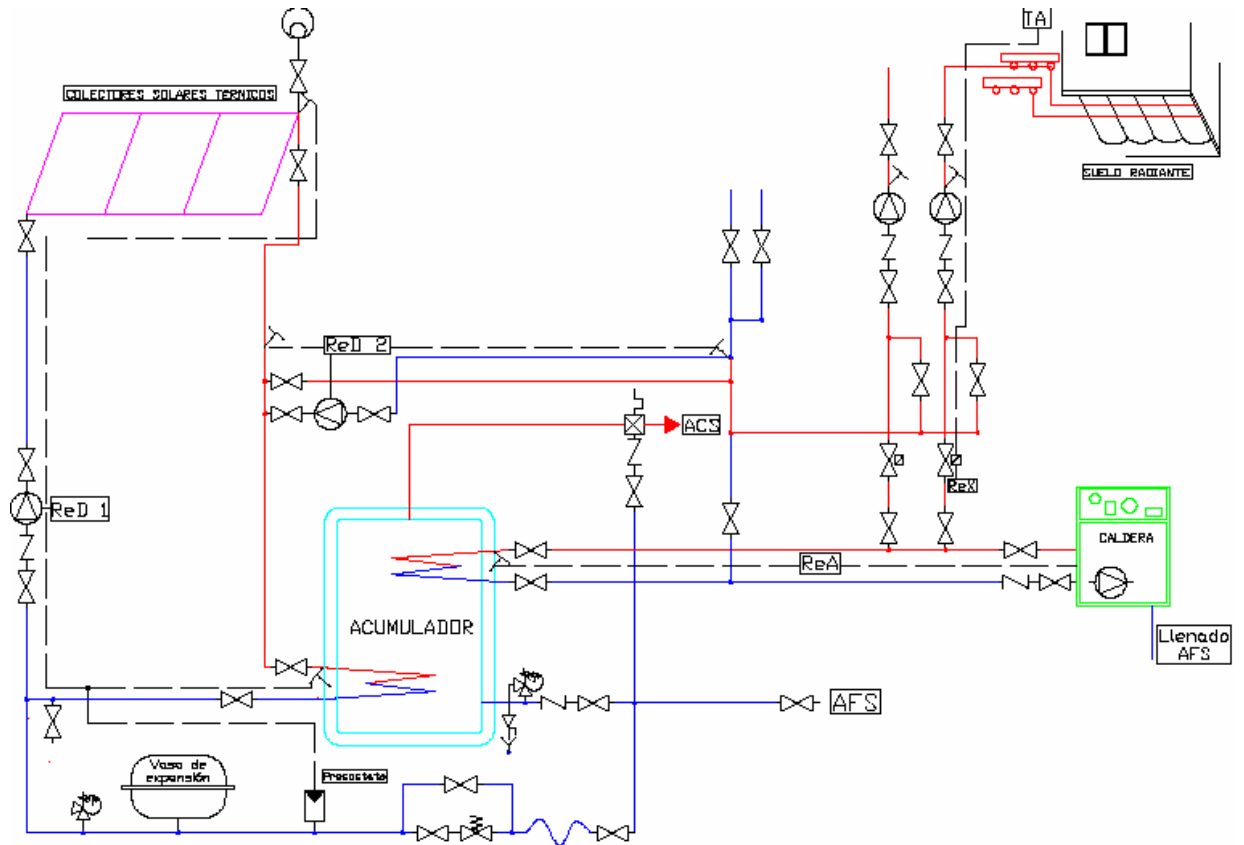 TA
COLECTORES SOLARES TERNICOS
SUELO RADIANTE
ReD 2
ACS
ReX
ReD 1
CALDERA
ReA
ACUMULADOR
Llenado
AFS
AFS
Vaso de
expansión
Presostato